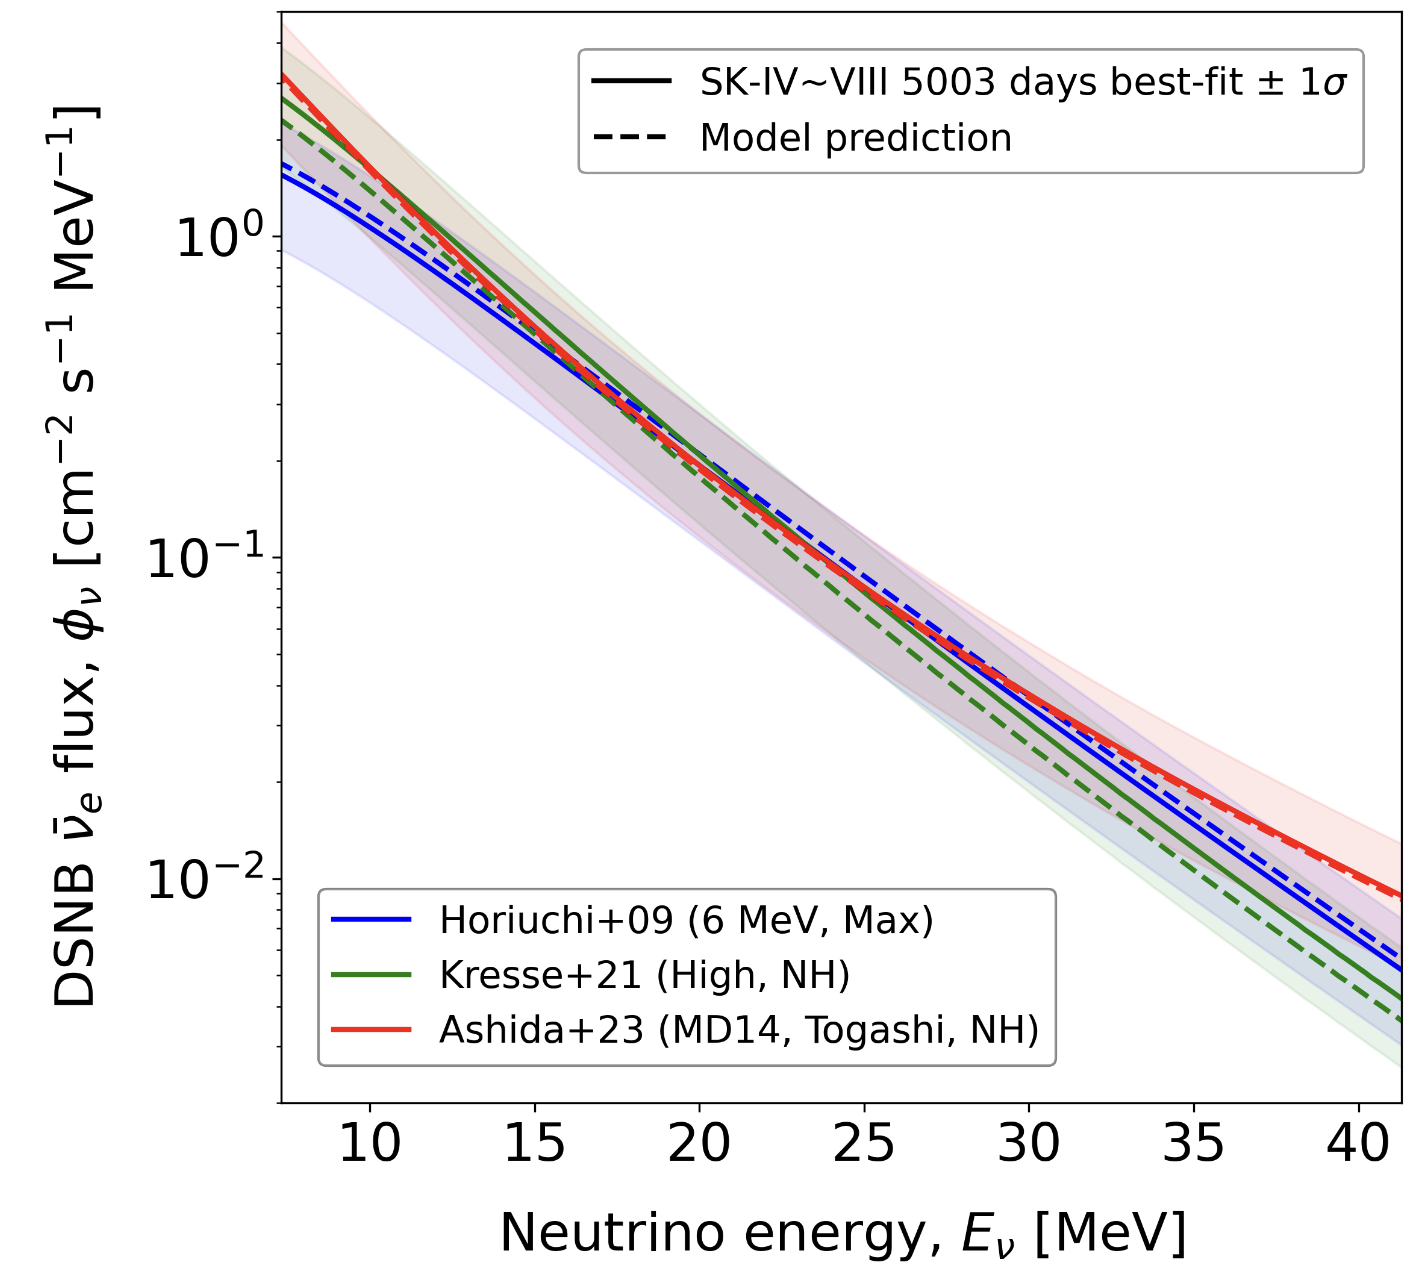 SK-IV~VIII 5003 days best-fit ± 1σ
Model prediction
DSNB ν̄ₑ flux, ϕᵥ [cm⁻² s⁻¹ MeV⁻¹]
10⁰
10⁻¹
10⁻²
Horiuchi+09 (6 MeV, Max)
Kresse+21 (High, NH)
Ashida+23 (MD14, Togashi, NH)
10 15 20 25 30 35 40
Neutrino energy, Eᵥ [MeV]